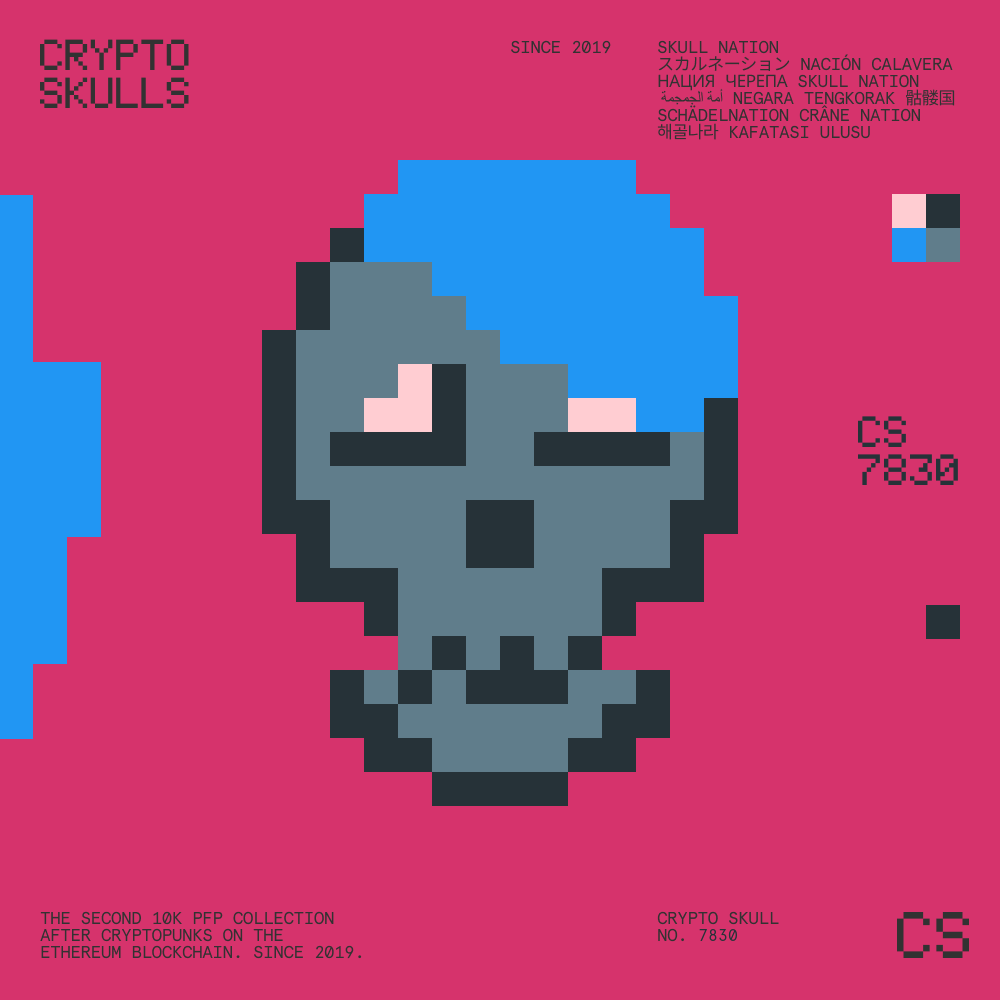 CRYPTO
SKULLS
SINCE 2019
SKULL NATION
スカルネーション NACIÓN CALAVERA
НАЦИЯ ЧЕРЕПА SKULL NATION
أمة الجمجمة NEGARA TENGKORAK 骷髅国
SCHÄDELNATION CRÂNE NATION
해골나라 KAFATASI ULUSU
CS
7830
THE SECOND 10K PFP COLLECTION
AFTER CRYPTOPUNKS ON THE
ETHEREUM BLOCKCHAIN. SINCE 2019.
CRYPTO SKULL
NO. 7830
CS